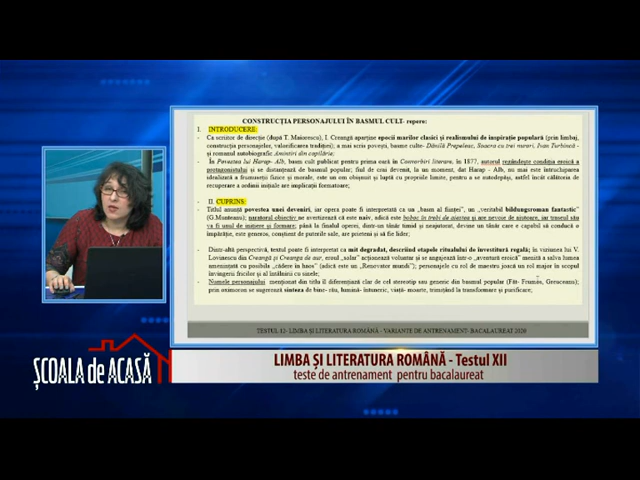 CONSTRUCȚIA PERSONAJULUI ÎN BASMUL CULT- repere:
I. INTRODUCERE:
- Ca scriitor de direcție (după T. Maiorescu), I. Creangă aparține epocii marilor clasici și realismului de inspirație populară (prin limbaj,
construcția personajelor, valorificarea tradiției); a mai scris povești, basme culte- Dănilă Prepeleac, Soacra cu trei nurori, Ivan Turbincă -
și romanul autobiografic Amintiri din copilărie;
- În Povestea lui Harap- Alb, basm cult publicat pentru prima oară în Convorbiri literare, în 1877, autorul regândește condiția eroică a
protagonistului și se distanțează de basmul popular; fiul de crai devenit, la un moment, dat Harap - Alb, nu mai este întruchiparea
idealizată a frumuseții fizice și morale, este un om obișnuit și luptă cu propriile limite, pentru a se autodepăși, astfel încât călătoria de
recuperare a ordinii inițiale are implicații formatoare;
- II. CUPRINS:
- Titlul anunță povestea unei deveniri, iar opera poate fi interpretată ca un „basm al ființei”, un „veritabil bildungsroman fantastic”
(G.Munteanu); naratorul obiectiv ne avertizează că este naiv, adică este boboc în trebi de aiestea și are nevoie de inițiere, iar traseul său
va fi unul de inițiere și formare; până la finalul operei, dintr-un tânăr timid și neajutorat, devine un tânăr care e capabil să conducă o
împărăție, este generos, conștient de puterile sale, are prieteni și să fie lider;
- Dintr-altă perspectivă, textul poate fi interpretat ca mit degradat, descriind etapele ritualului de investitură regală; în viziunea lui V.
Lovinescu din Creangă și Creanga de aur, eroul „solar” acționează voluntar și se angajează într-o „aventură eroică” menită a salva lumea
amenințată cu posibila „cădere în haos” (adică este un „Renovator mundi”); personajele cu rol de maestru joacă un rol major în scopul
învingerii fricilor și al întâlnirii cu sinele;
- Numele personajului menționat din titlu îl diferențiază clar de cel stereotip sau generic din basmul popular (Făt- Frumos, Greuceanu);
prin oximoron se sugerează sinteza de bine- rău, lumină- întuneric, viață- moarte, trimițând la transformare și purificare;
TESTUL 12- LIMBA ȘI LITERATURA ROMÂNĂ - VARIANTE DE ANTRENAMENT- BACALAUREAT 2020
ȘCOALA de ACASĂ
LIMBA ȘI LITERATURA ROMÂNĂ - Testul XII
teste de antrenament pentru bacalaureat